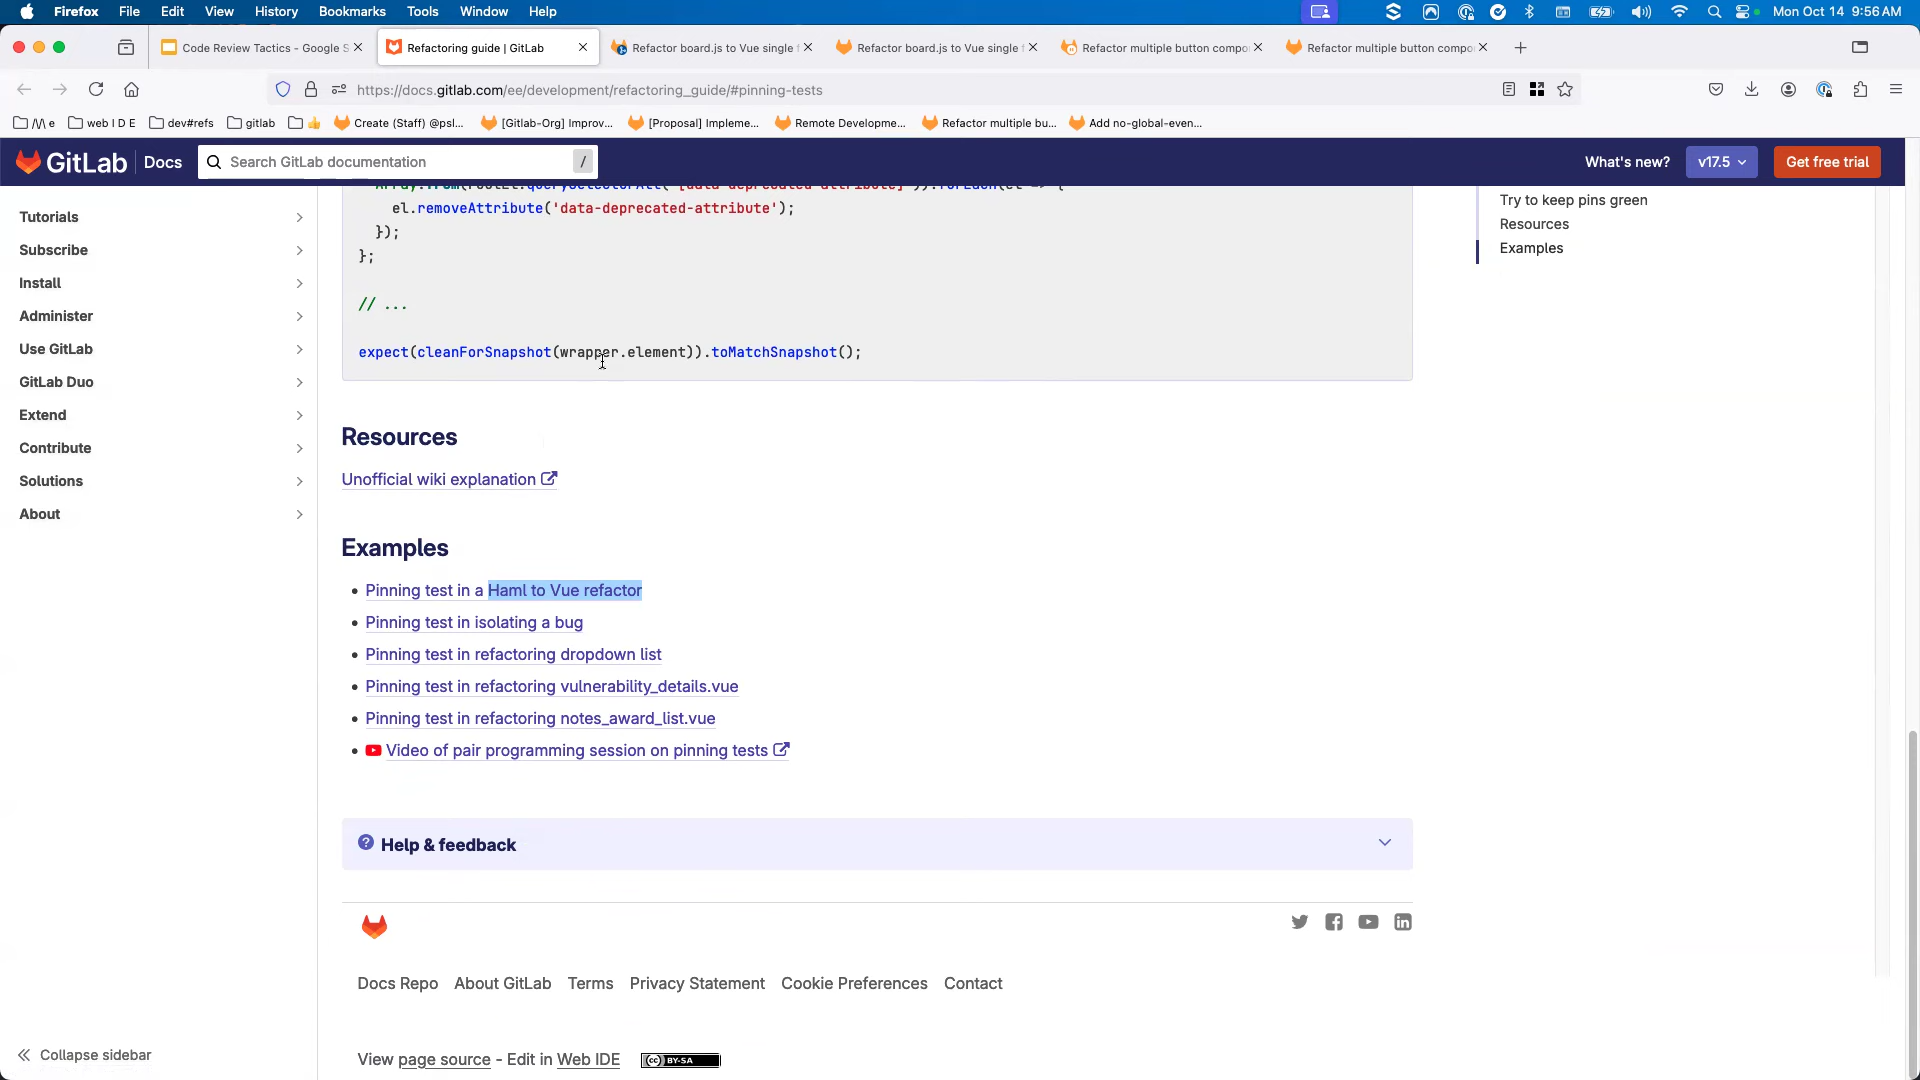 Firefox File Edit View History Bookmarks Tools Window Help Mon Oct 14 9:56 AM
Code Review Tactics - Google S Refactoring guide | GitLab Refactor board.js to Vue single f Refactor board.js to Vue single f Refactor multiple button compo Refactor multiple button compo
https://docs.gitlab.com/ee/development/refactoring_guide/#pinning-tests
/\/\ e web I D E dev#refs gitlab 👍 Create (Staff) @psl... [Gitlab-Org] Improv... [Proposal] Impleme... Remote Developme... Refactor multiple bu... Add no-global-even...
GitLab Docs Search GitLab documentation / What's new? v17.5 Get free trial
Tutorials
Subscribe
Install
Administer
Use GitLab
GitLab Duo
Extend
Contribute
Solutions
About
Collapse sidebar
el.removeAttribute('data-deprecated-attribute');
});
};
// ...
expect(cleanForSnapshot(wrapper.element)).toMatchSnapshot();
Resources
Unofficial wiki explanation
Examples
• Pinning test in a Haml to Vue refactor
• Pinning test in isolating a bug
• Pinning test in refactoring dropdown list
• Pinning test in refactoring vulnerability_details.vue
• Pinning test in refactoring notes_award_list.vue
• Video of pair programming session on pinning tests
Help & feedback
Docs Repo About GitLab Terms Privacy Statement Cookie Preferences Contact
View page source - Edit in Web IDE (cc) BY-SA
Try to keep pins green
Resources
Examples